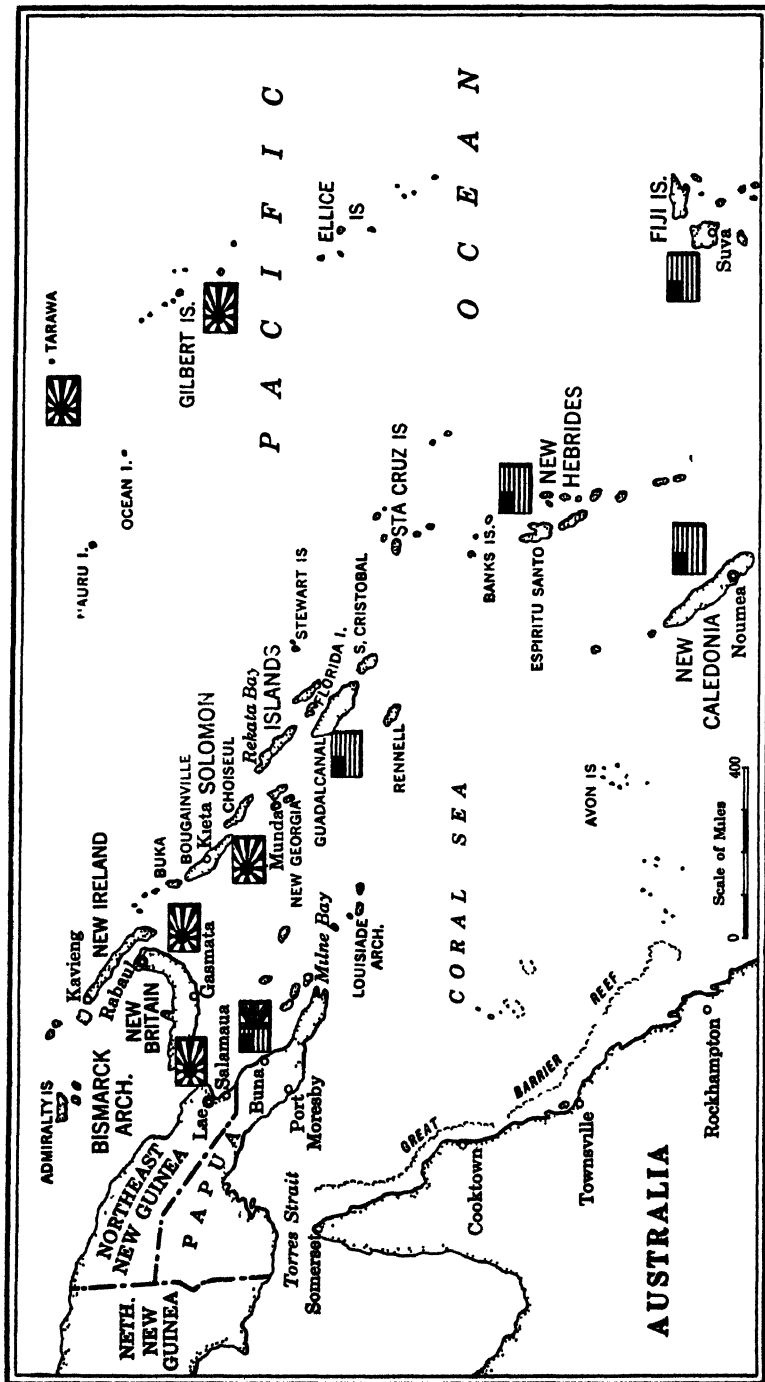 ADMIRALTY IS
Kavieng
NEW IRELAND
BISMARCK
ARCH.
Rabaul
NEW
BRITAIN
Gasmata
BUKA
BOUGAINVILLE
Kieta
SOLOMON
ISLANDS
CHOISEUL
Rekata Bay
STEWART IS
Munda
NEW GEORGIA
FLORIDA I.
GUADALCANAL
S. CRISTOBAL
RENNELL
OCEAN I.
TARAWA
GILBERT IS.
PACIFIC
OCEAN
ELLICE
IS
STA CRUZ IS
BANKS IS.
NEW
HEBRIDES
ESPIRITU SANTO
FIJI IS.
Suva
NEW
CALEDONIA
Noumea
NETH.
NEW
GUINEA
NORTHEAST
NEW GUINEA
PAPUA
Lae
Salamaua
Buna
Port
Moresby
Milne Bay
LOUISIADE
ARCH.
Torres Strait
Somerset
CORAL SEA
GREAT
BARRIER
REEF
Cooktown
Townsville
Rockhampton
AVON IS
AUSTRALIA
0
400
Scale of Miles